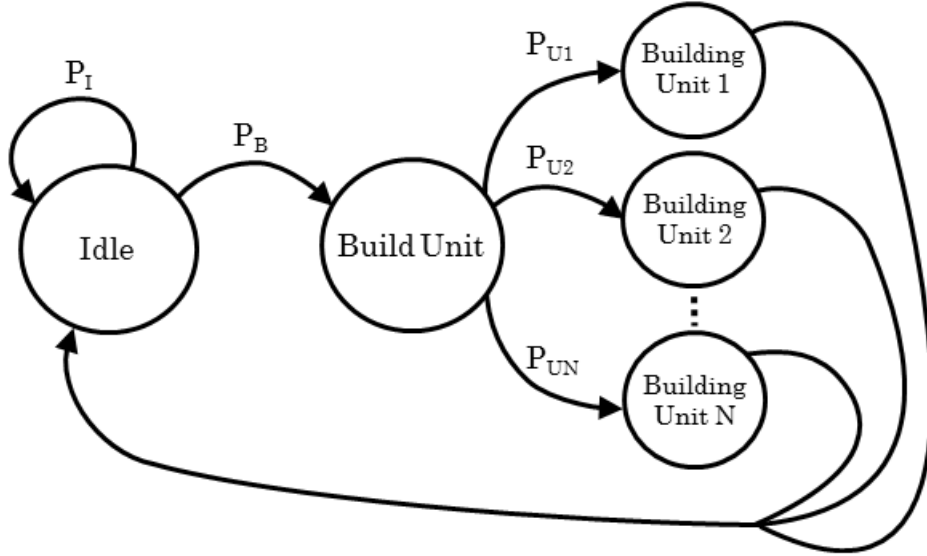 P_I
Idle
P_B
Build Unit
P_U1
Building
Unit 1
P_U2
Building
Unit 2
P_UN
Building
Unit N